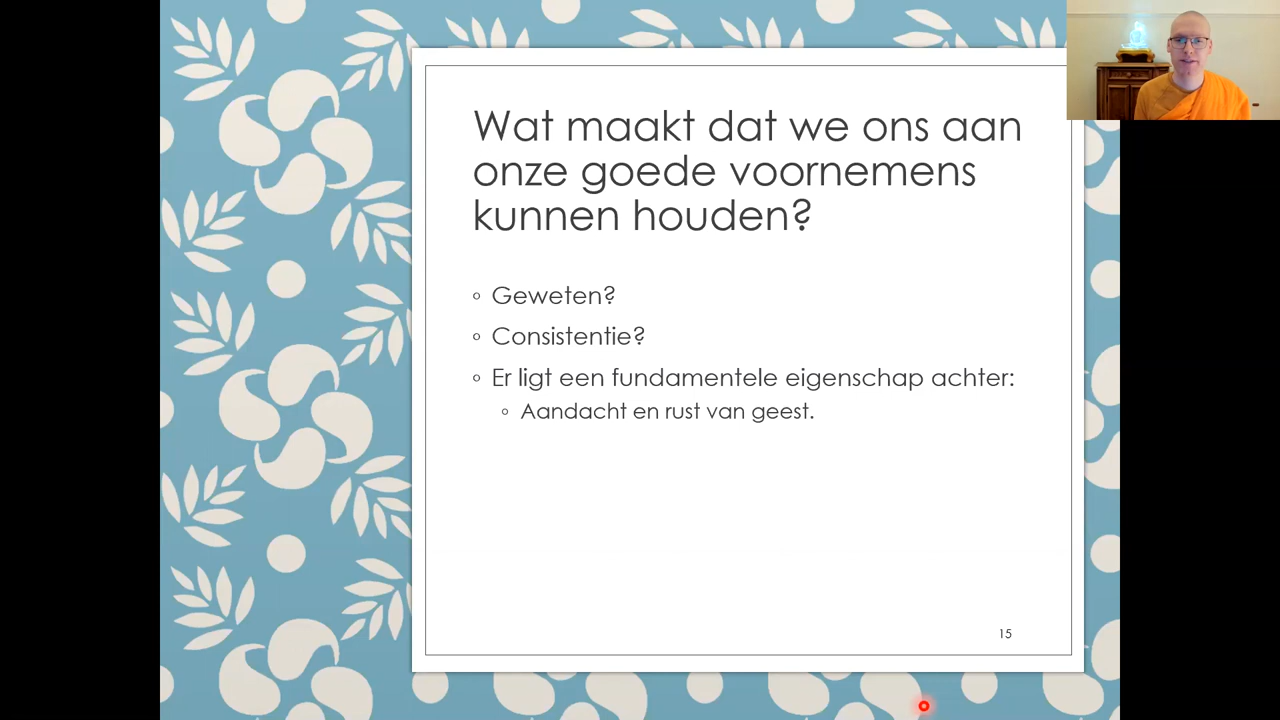 Wat maakt dat we ons aan
onze goede voornemens
kunnen houden?
Geweten?
Consistentie?
Er ligt een fundamentele eigenschap achter:
Aandacht en rust van geest.
15